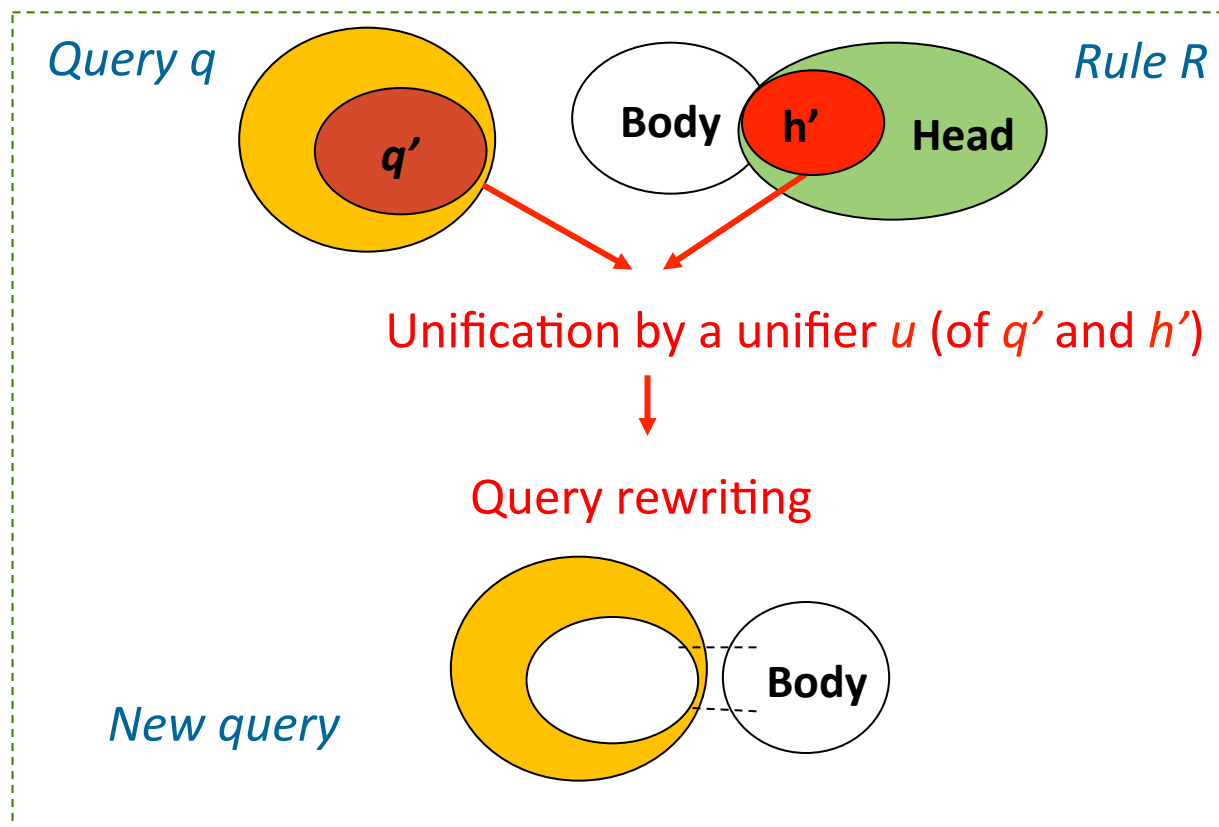 Query q
Rule R
q’
Body
h’
Head
Unification by a unifier u (of q’ and h’)
Query rewriting
Body
New query